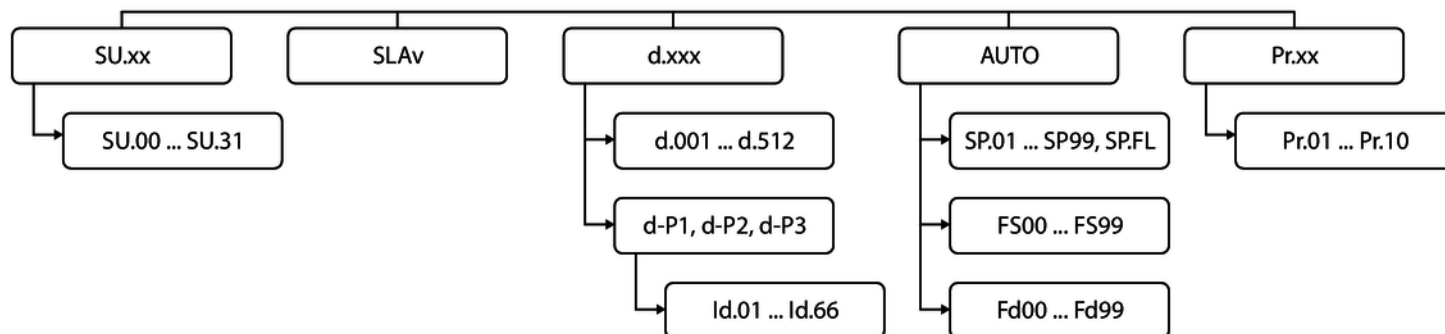 SU.xx
SLAv
d.xxx
AUTO
Pr.xx
SU.00 ... SU.31
d.001 ... d.512
SP.01 ... SP99, SP.FL
Pr.01 ... Pr.10
d-P1, d-P2, d-P3
FS00 ... FS99
Id.01 ... Id.66
Fd00 ... Fd99